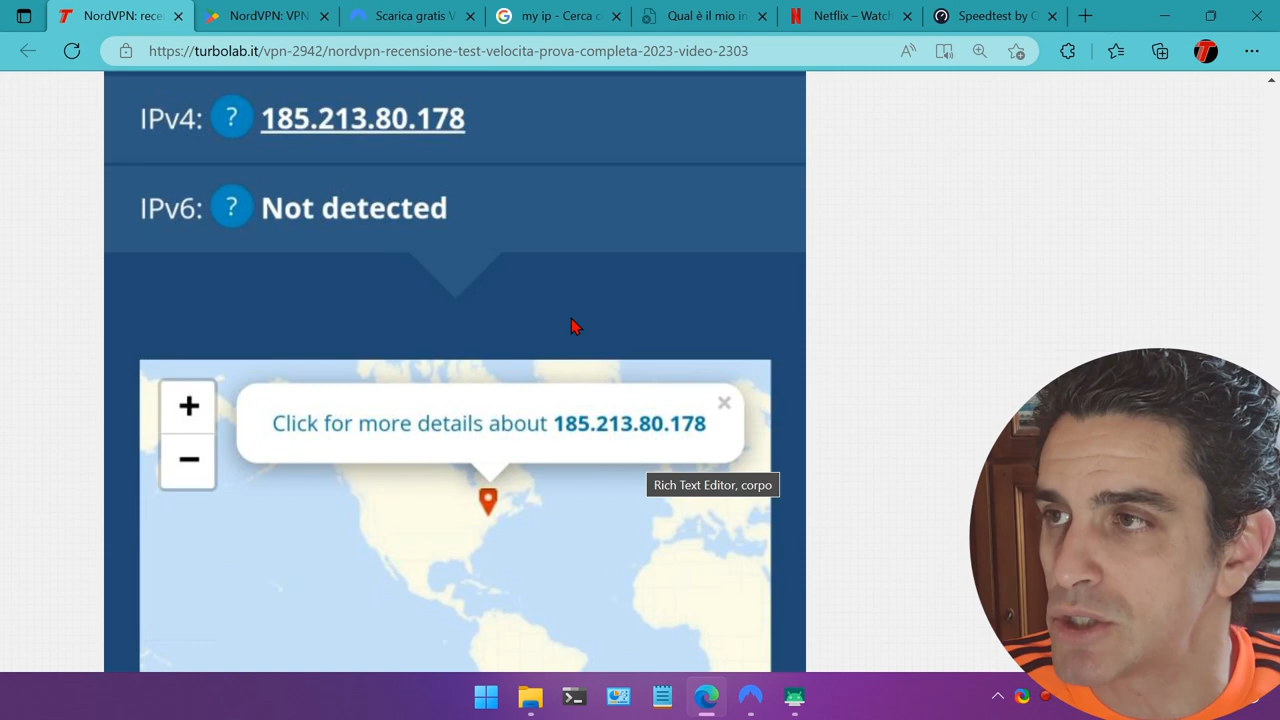 NordVPN: rece
NordVPN: VPN
Scarica gratis V
my ip - Cerca c
Qual è il mio in
Netflix – Watch
Speedtest by O
https://turbolab.it/vpn-2942/nordvpn-recensione-test-velocita-prova-completa-2023-video-2303
IPv4: ? 185.213.80.178
IPv6: ? Not detected
+
Click for more details about 185.213.80.178
−
Rich Text Editor, corpo